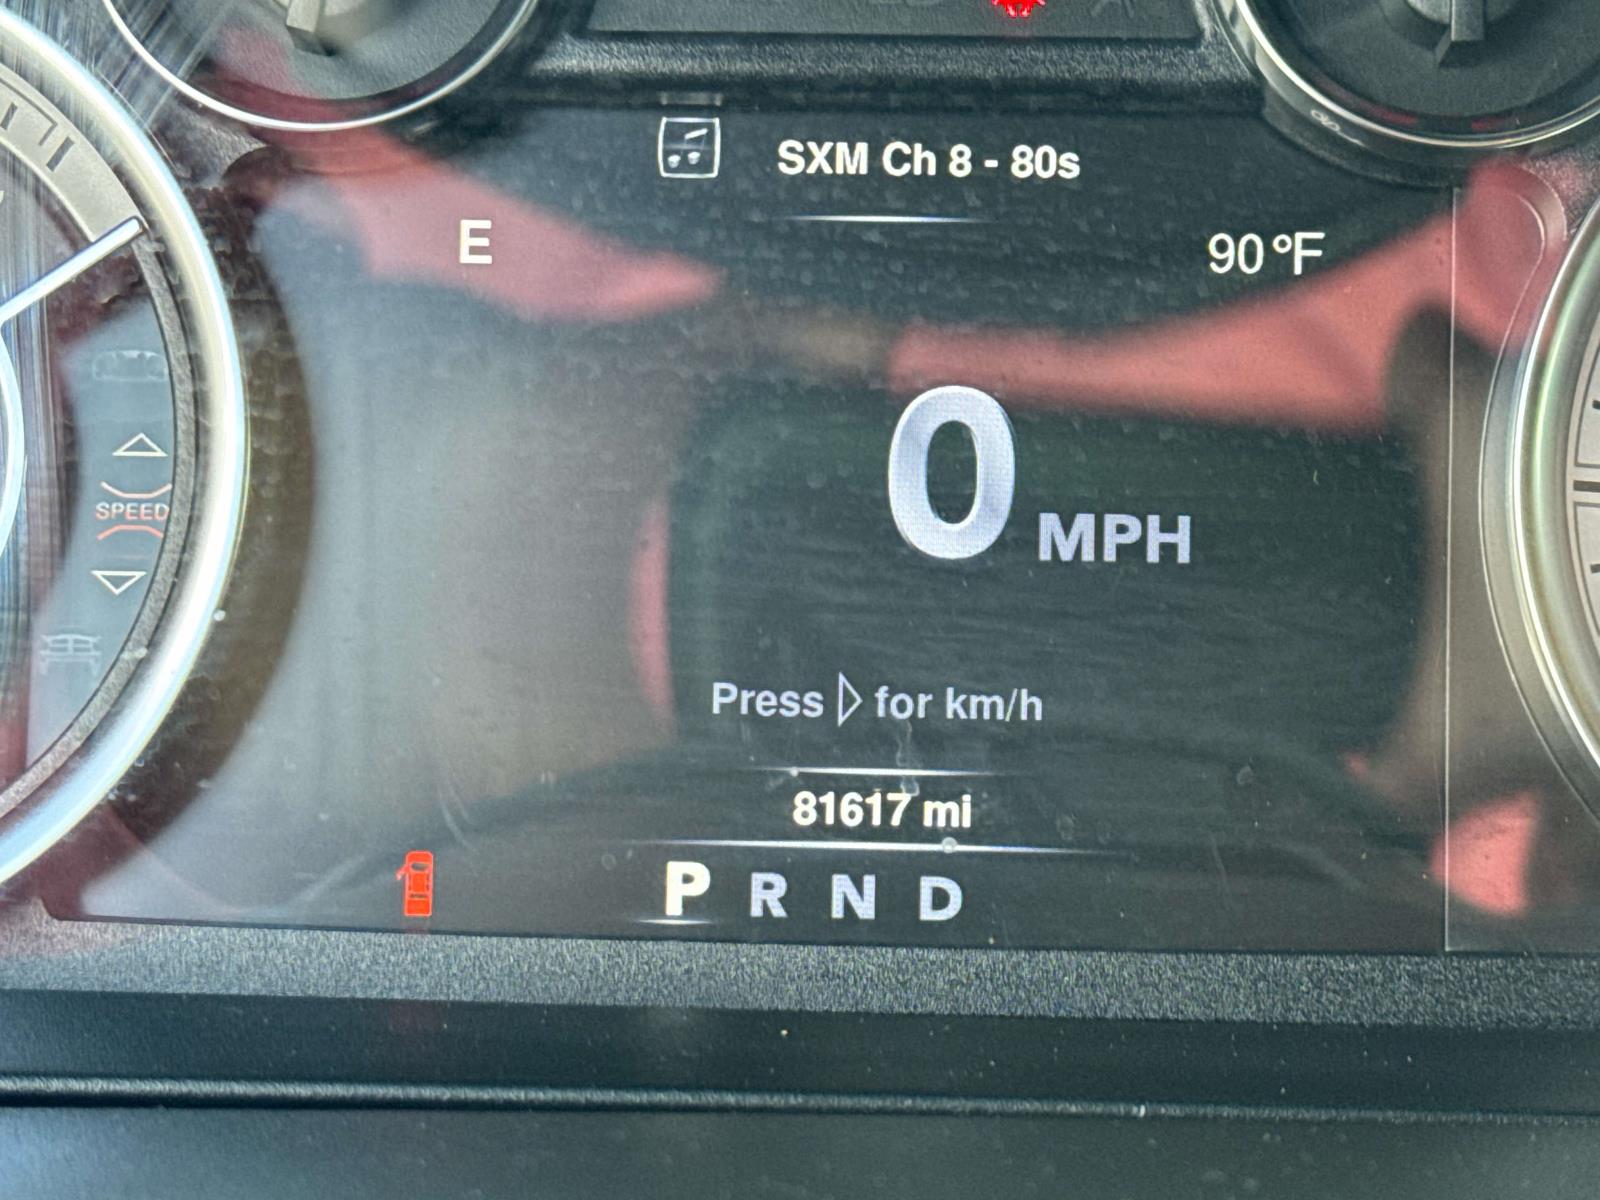 SXM Ch 8 - 80s
E
90°F
0 MPH
SPEED
Press ▷ for km/h
81617 mi
P R N D